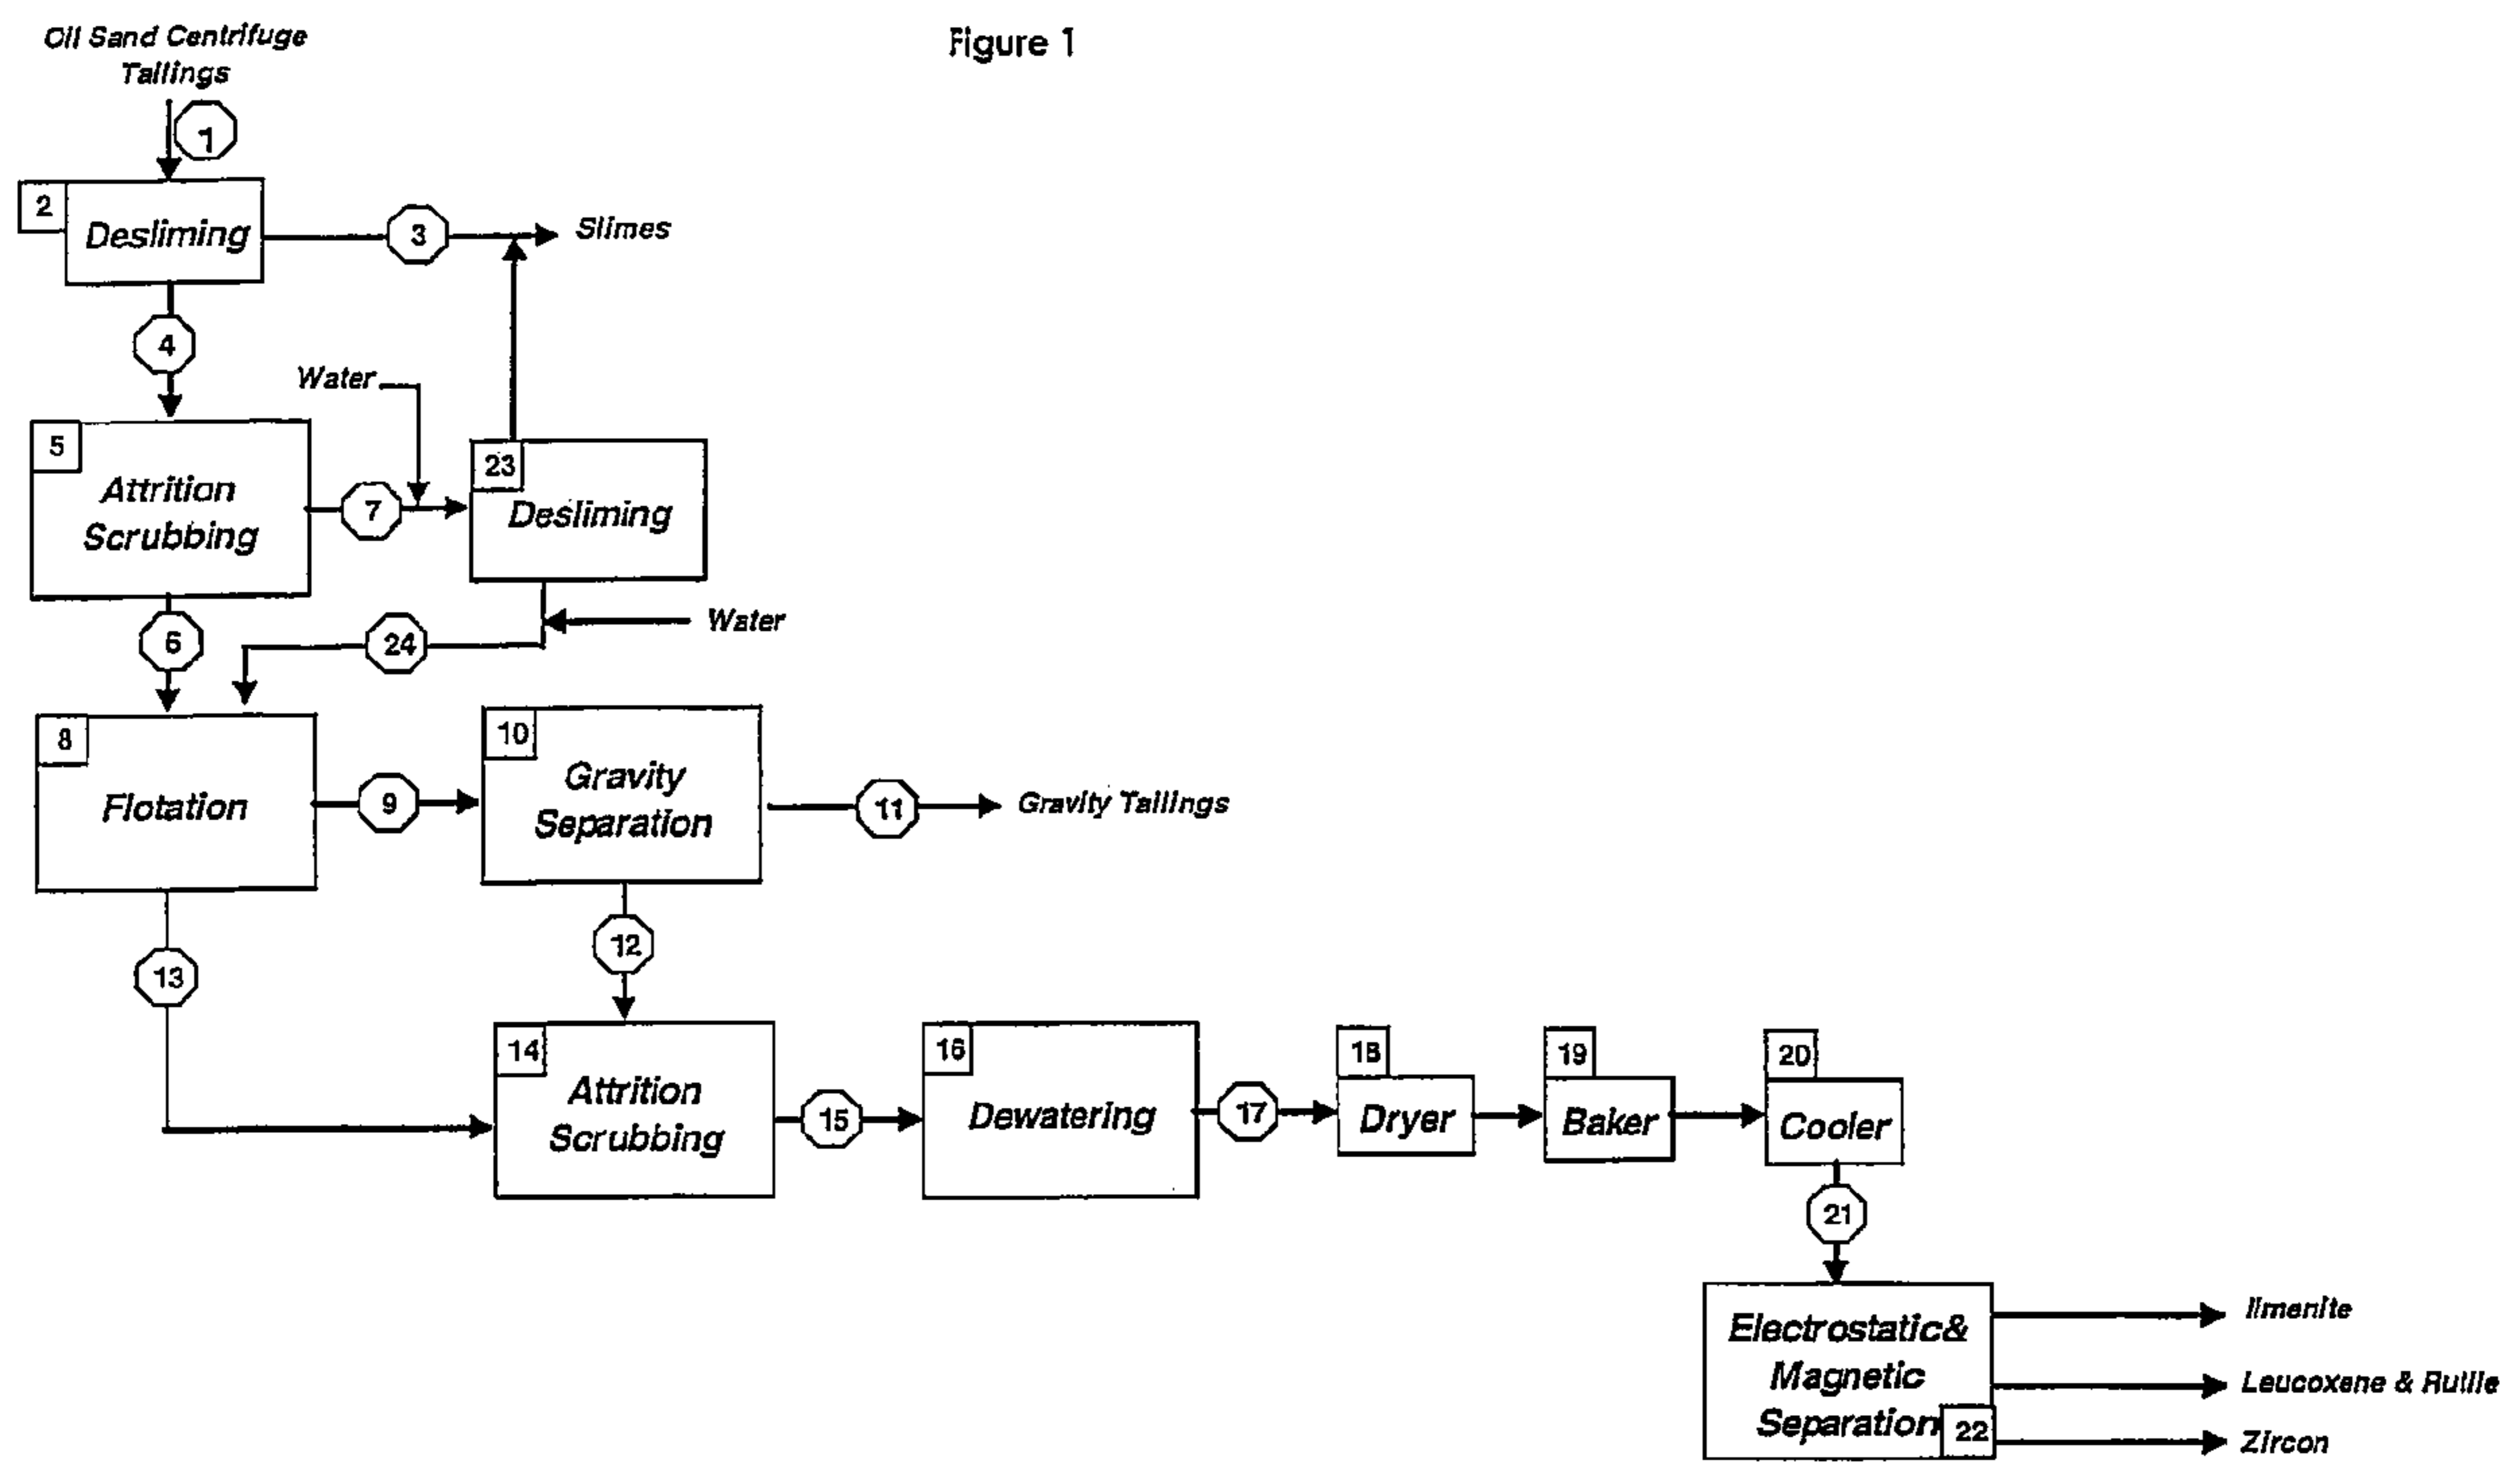 Figure 1
Oil Sand Centrifuge
Tailings
1
2
Desliming
3
Slimes
4
Water
5
Attrition
Scrubbing
7
23
Desliming
6
24
Water
8
Flotation
9
10
Gravity
Separation
11
Gravity Tailings
12
13
14
Attrition
Scrubbing
15
16
Dewatering
17
18
Dryer
19
Baker
20
Cooler
21
Electrostatic&
Magnetic
Separation
22
Ilmenite
Leucoxene & Rutile
Zircon